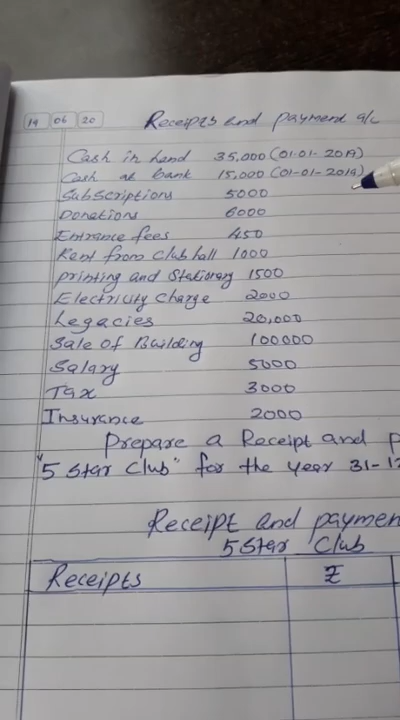 19 06 20
Receipts and payment a/c
Cash in hand 35,000 (01-01-2019)
Cash at bank 15,000 (01-01-2019)
Subscriptions 5000
Donations 6000
Entrance fees 450
Rent from Club hall 1000
printing and Stationary 1500
Electricity Charge 2000
Legacies 20,000
Sale of Building 100000
Salary 5000
Tax 3000
Insurance 2000
Prepare a Receipt and P
"5 Star Club" for the year 31-12
Receipt and paymen
5 Star Club
Receipts ₹